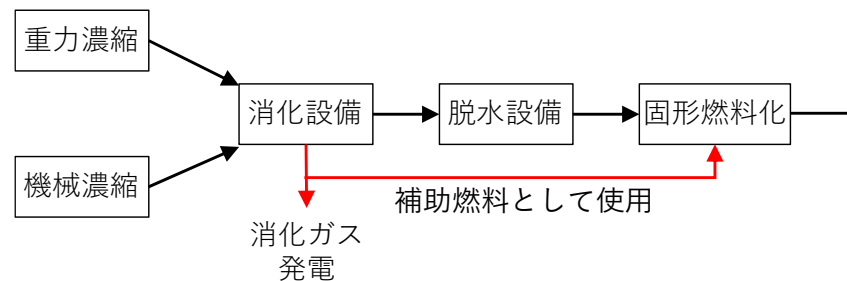 重力濃縮
消化設備
脱水設備
固形燃料化
機械濃縮
補助燃料として使用
消化ガス
発電